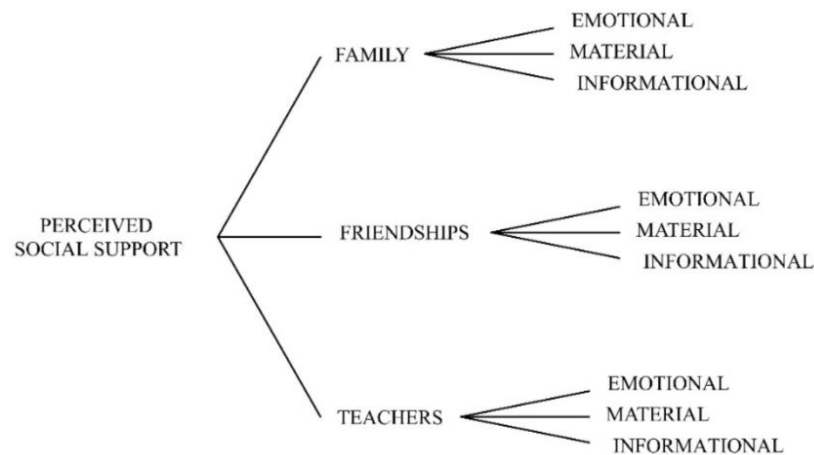 EMOTIONAL
FAMILY
MATERIAL
INFORMATIONAL
PERCEIVED
SOCIAL SUPPORT
FRIENDSHIPS
EMOTIONAL
MATERIAL
INFORMATIONAL
TEACHERS
EMOTIONAL
MATERIAL
INFORMATIONAL